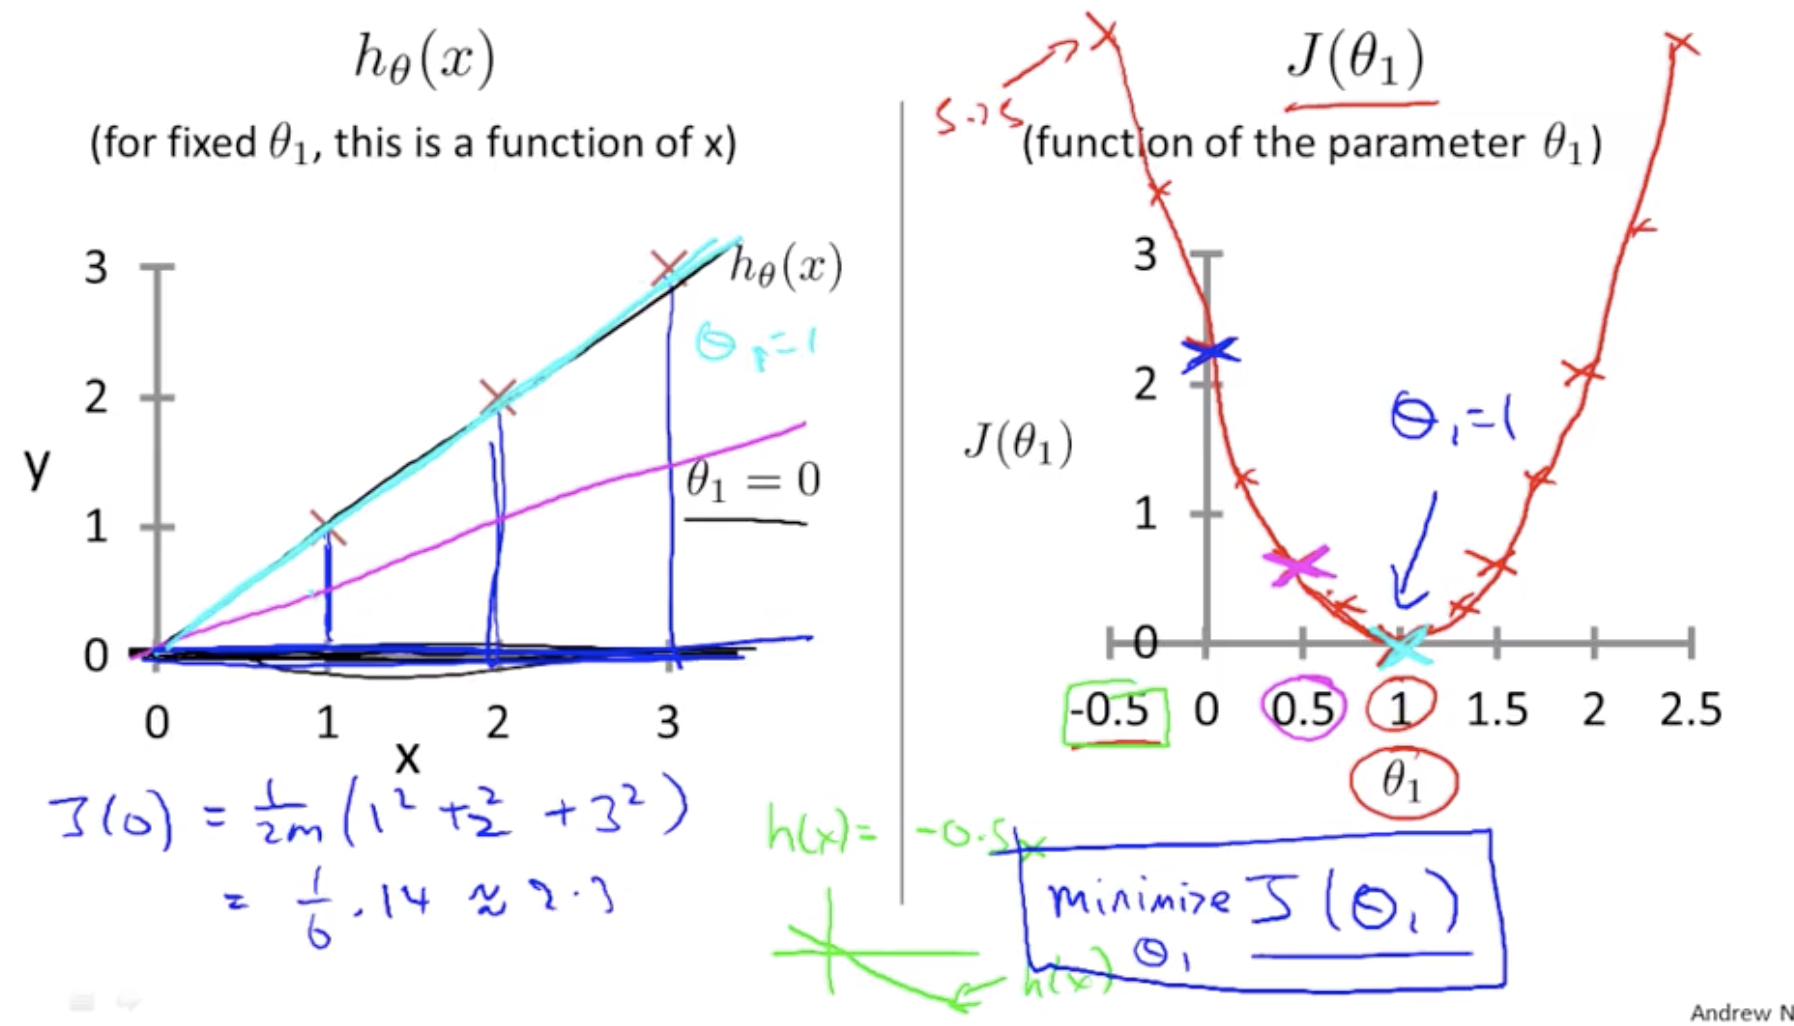 hθ(x)
(for fixed θ₁, this is a function of x)
3
2
1
0
y
0 1 2 3
x
hθ(x)
θ₁=1
θ₁ = 0
J(0) = 1/2m (1² + 2² + 3²)
= 1/6 . 14 ≈ 2.3
h(x) = -0.5x
h(x)
J(θ₁)
5.25
(function of the parameter θ₁)
3
2
1
0
J(θ₁)
θ₁=1
-0.5 0 0.5 1 1.5 2 2.5
θ₁
minimize J(θ₁)
θ₁
Andrew N